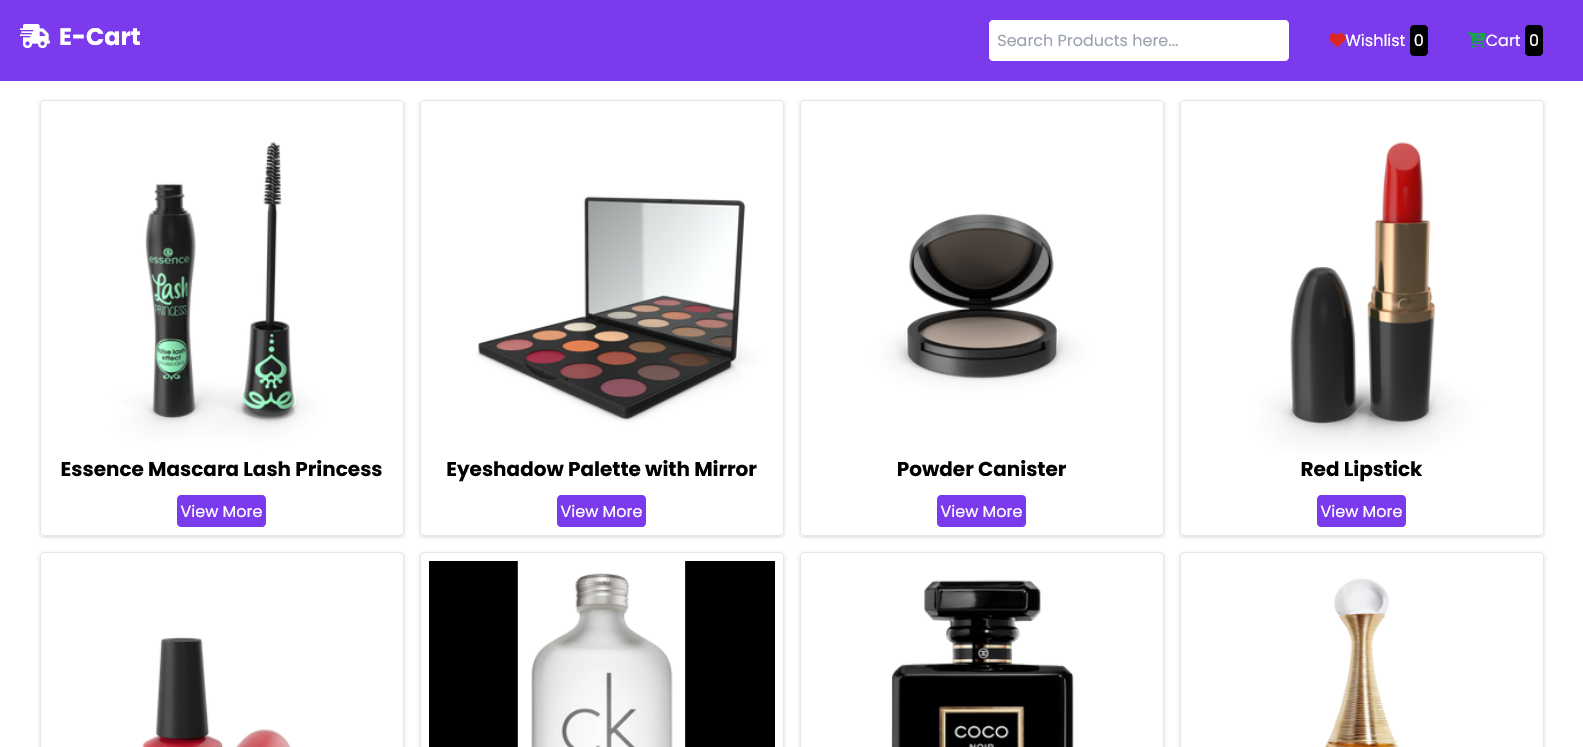 E-Cart
Search Products here...
Wishlist 0
Cart 0
essence
Lash
PRINCESS
false lash
effect
Essence Mascara Lash Princess
Eyeshadow Palette with Mirror
Powder Canister
Red Lipstick
View More
View More
View More
View More
ck
COCO
NOIR